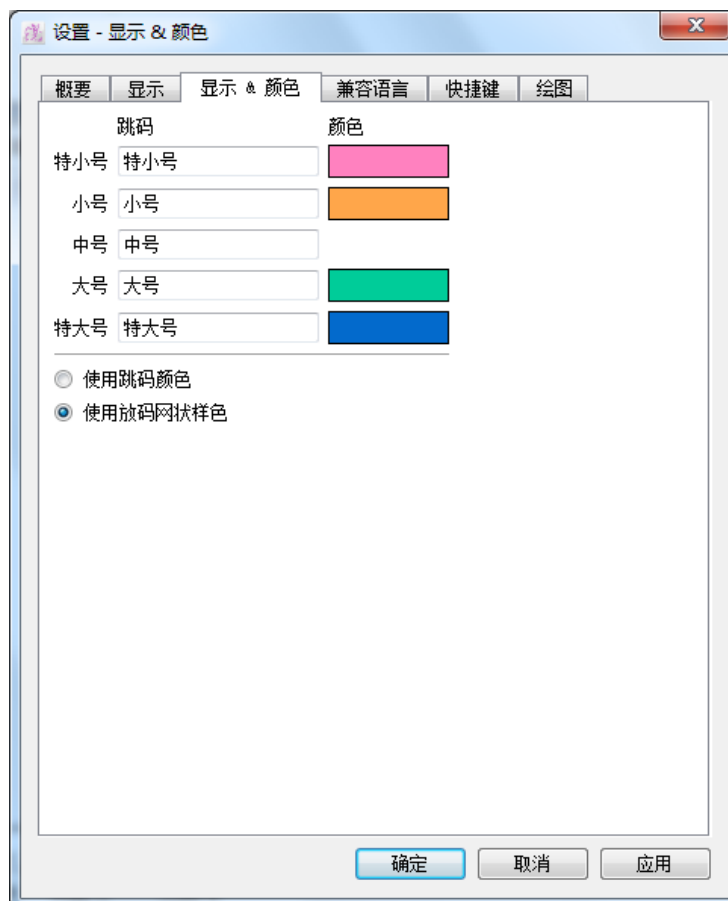 设置 - 显示 & 颜色
概要 显示 显示 & 颜色 兼容语言 快捷键 绘图
跳码 颜色
特小号 特小号
小号 小号
中号 中号
大号 大号
特大号 特大号
使用跳码颜色
使用放码网状样色
确定 取消 应用